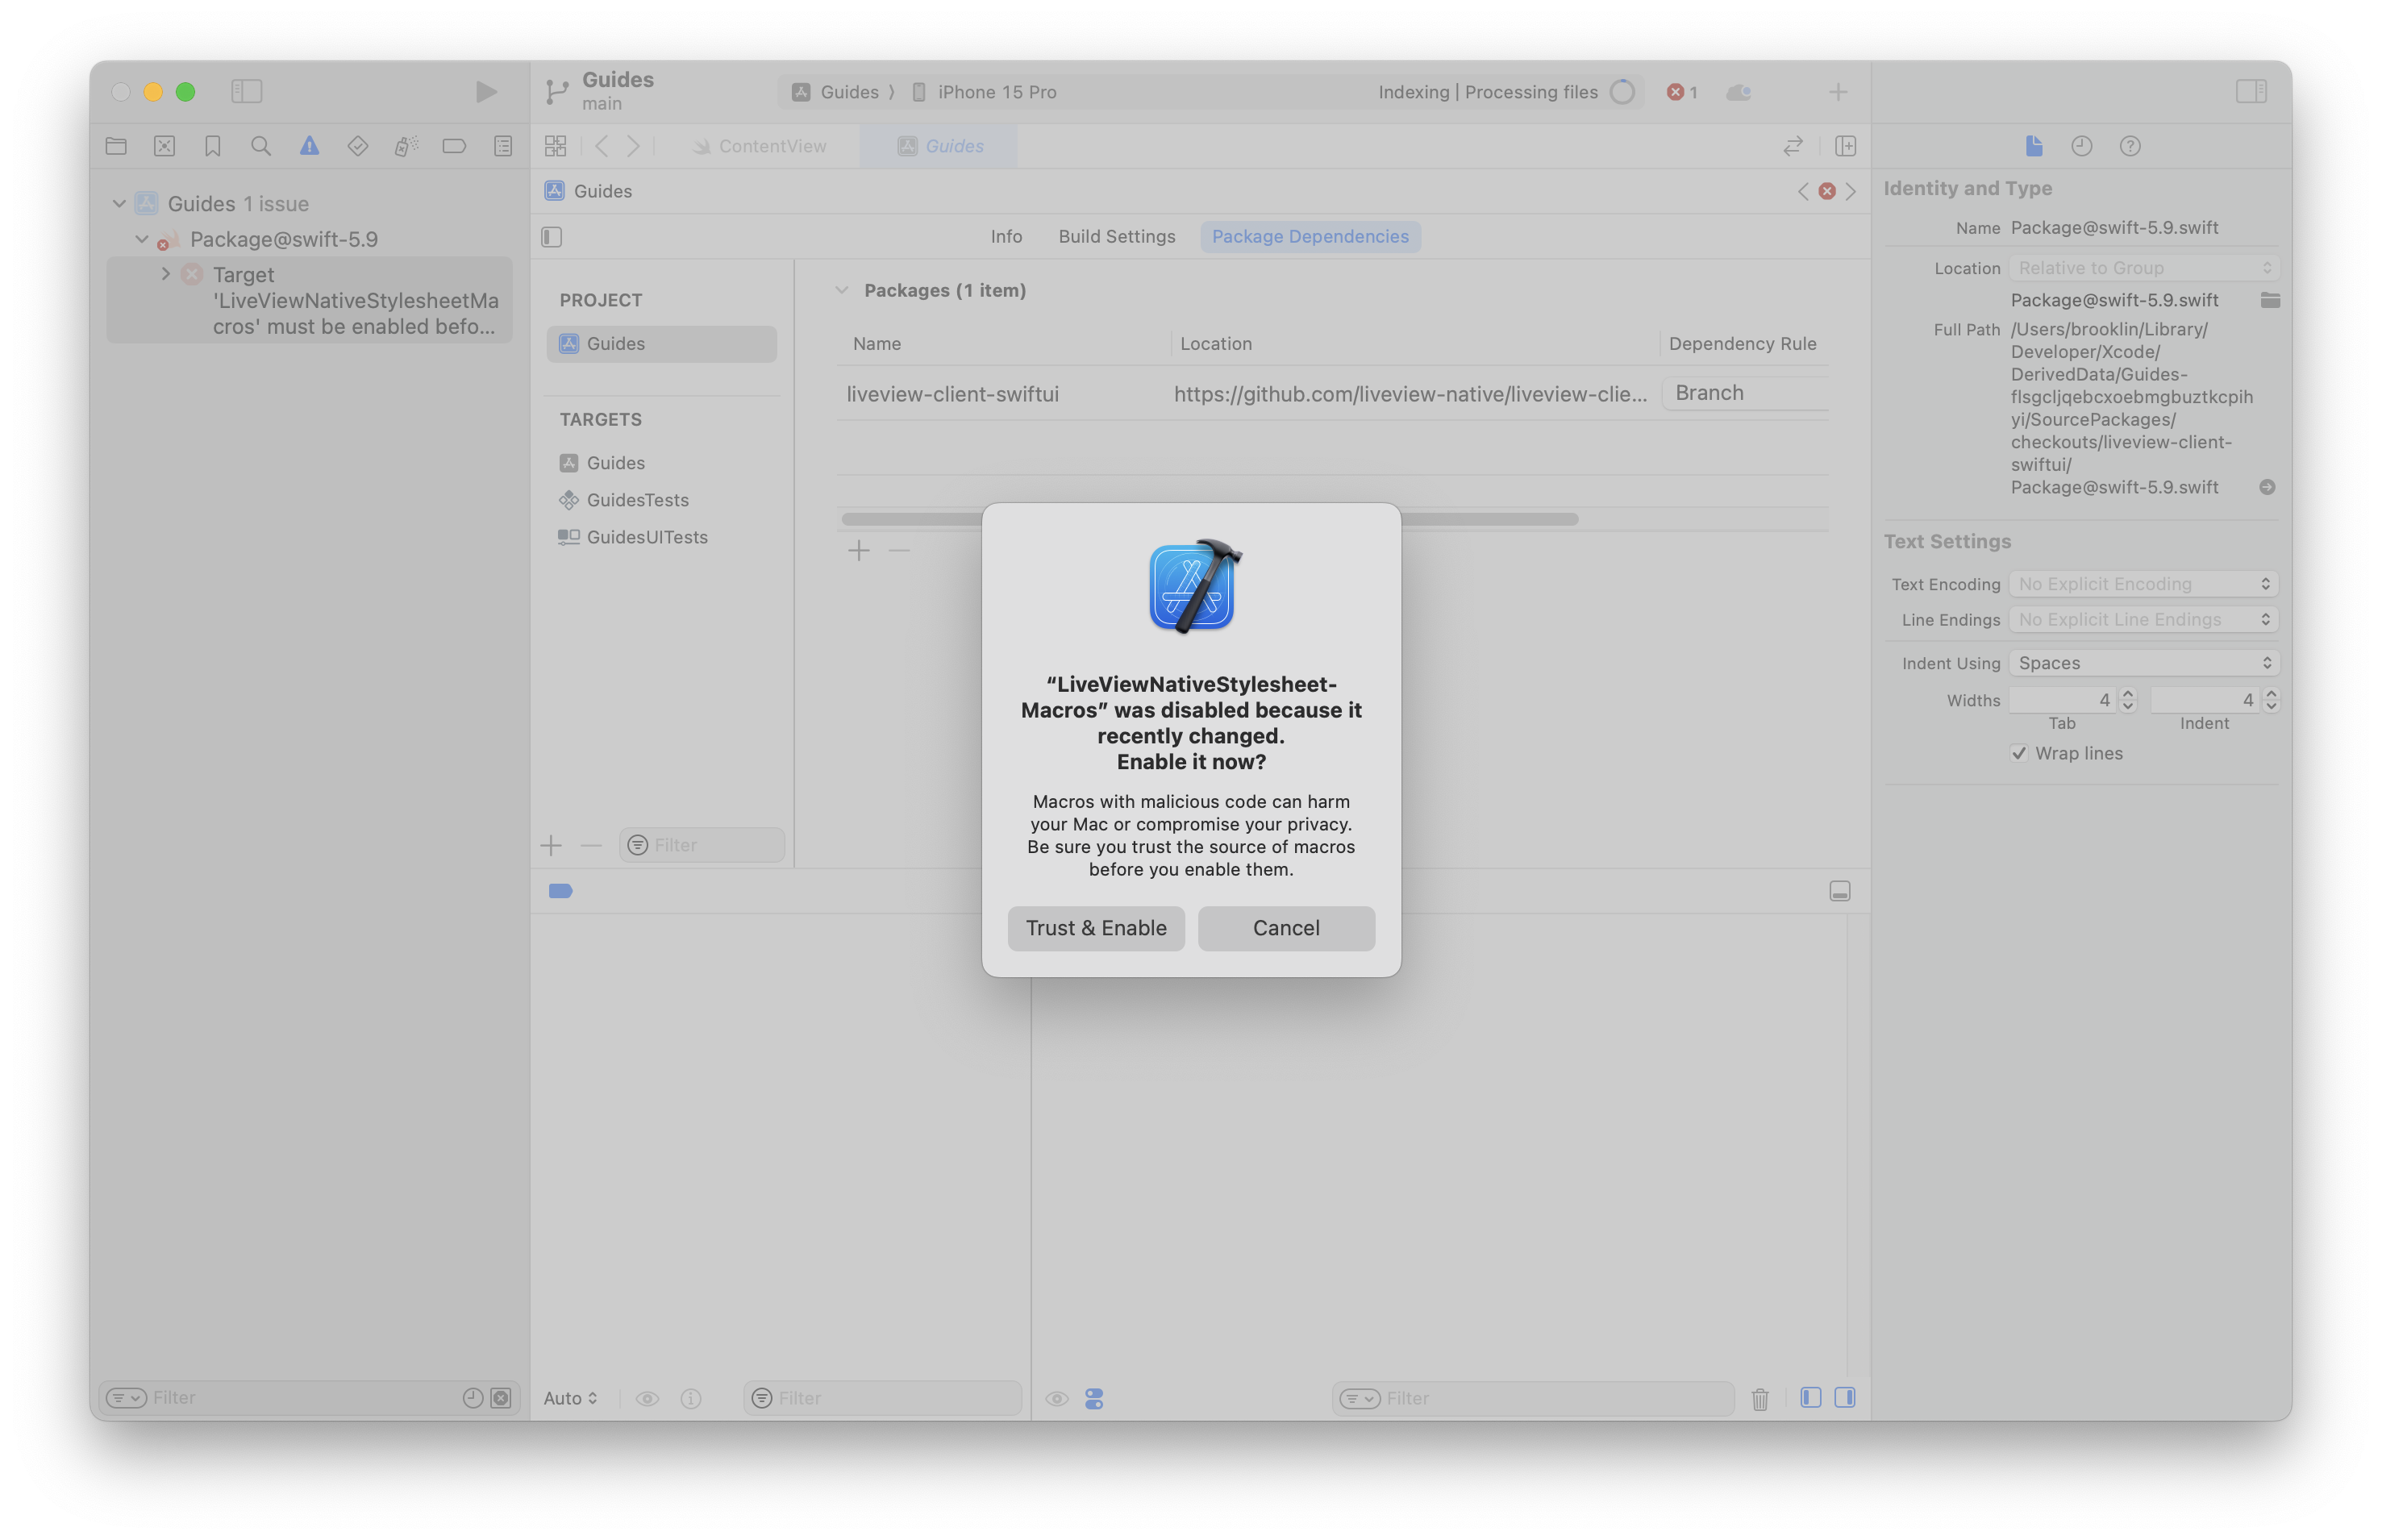 Guides
main
Guides
iPhone 15 Pro
Indexing | Processing files
1
ContentView
Guides
Guides 1 issue
Package@swift-5.9
Target
'LiveViewNativeStylesheetMa
cros' must be enabled befo...
Filter
Guides
Info
Build Settings
Package Dependencies
PROJECT
Guides
TARGETS
Guides
GuidesTests
GuidesUITests
Filter
Packages (1 item)
Name
Location
Dependency Rule
liveview-client-swiftui
https://github.com/liveview-native/liveview-clie...
Branch
“LiveViewNativeStylesheet-
Macros” was disabled because it
recently changed.
Enable it now?
Macros with malicious code can harm
your Mac or compromise your privacy.
Be sure you trust the source of macros
before you enable them.
Trust & Enable
Cancel
Auto
Filter
Filter
Identity and Type
Name Package@swift-5.9.swift
Location Relative to Group
Package@swift-5.9.swift
Full Path /Users/brooklin/Library/
Developer/Xcode/
DerivedData/Guides-
flsgcljqebcxoebmgbuztkcpih
yi/SourcePackages/
checkouts/liveview-client-
swiftui/
Package@swift-5.9.swift
Text Settings
Text Encoding No Explicit Encoding
Line Endings No Explicit Line Endings
Indent Using Spaces
Widths 4 4
Tab Indent
Wrap lines